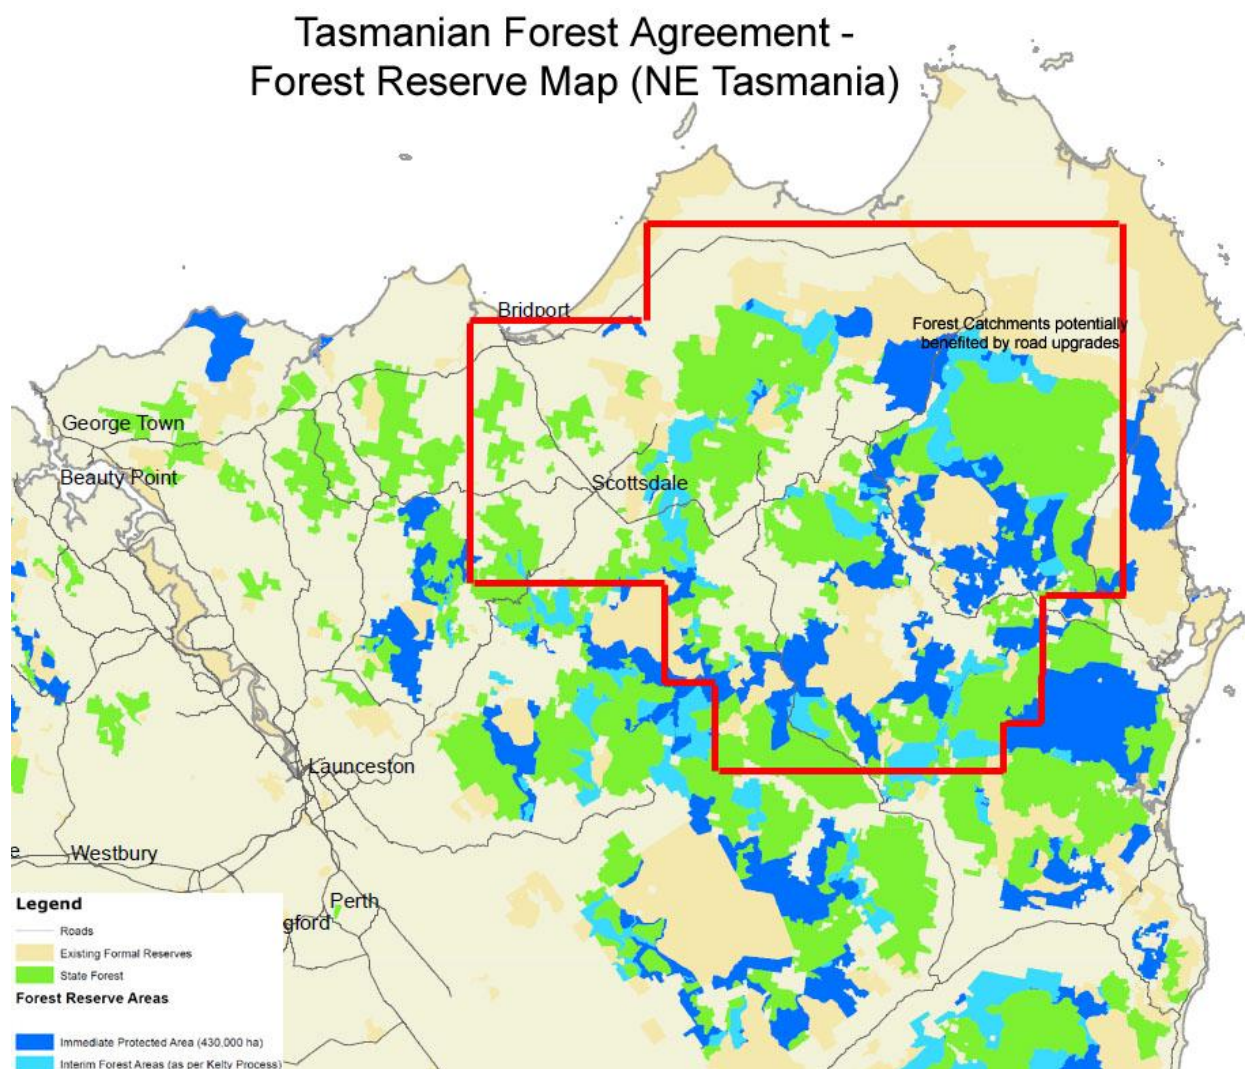 Tasmanian Forest Agreement -
Forest Reserve Map (NE Tasmania)
Bridport
Forest Catchments potentially
benefited by road upgrades
George Town
Beauty Point
Scottsdale
Launceston
e
Westbury
Perth
gford
Legend
Roads
Existing Formal Reserves
State Forest
Forest Reserve Areas
Immediate Protected Area (430,000 ha)
Interim Forest Areas (as per Kelty Process)